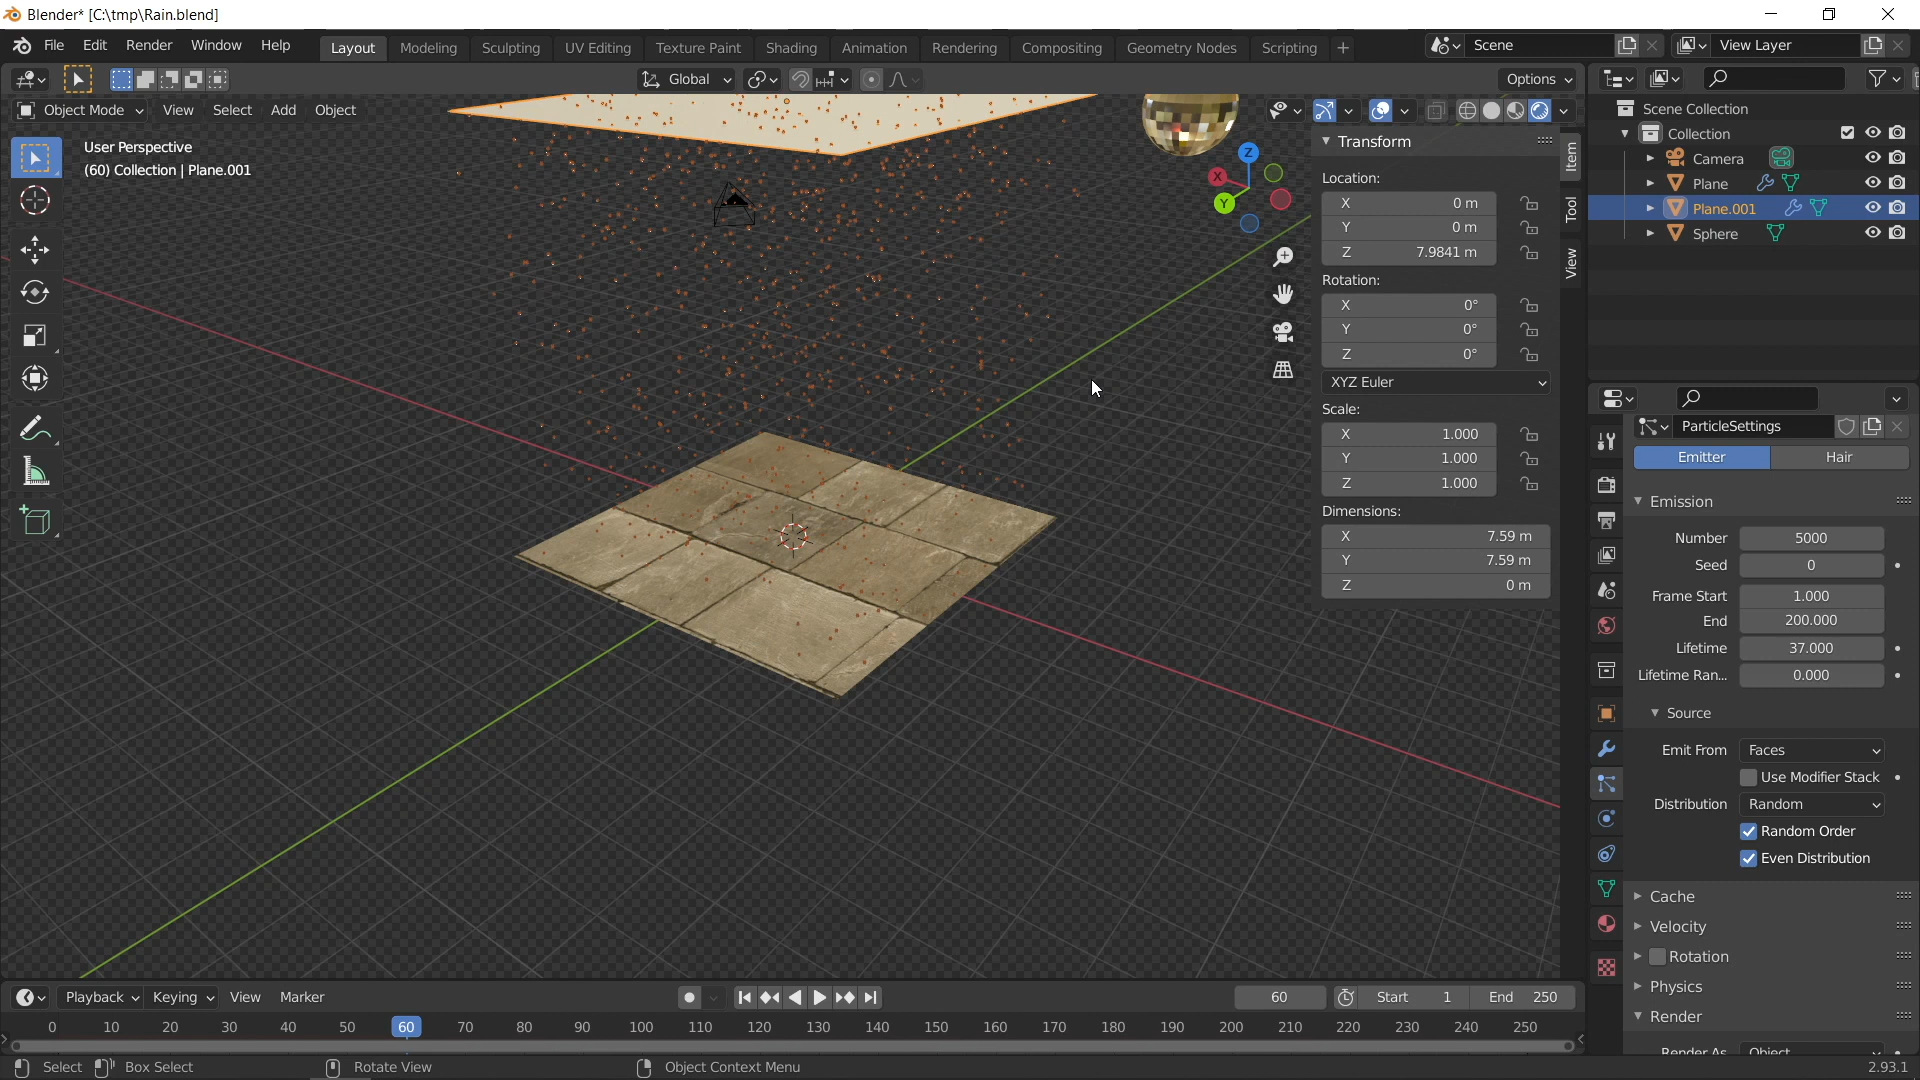 Blender* [C:\tmp\Rain.blend]
File Edit Render Window Help Layout Modeling Sculpting UV Editing Texture Paint Shading Animation Rendering Compositing Geometry Nodes Scripting + Scene View Layer
Global Options
Object Mode View Select Add Object
User Perspective
(60) Collection | Plane.001
Z
X
Y
Transform
Location:
X 0 m
Y 0 m
Z 7.9841 m
Rotation:
X 0°
Y 0°
Z 0°
XYZ Euler
Scale:
X 1.000
Y 1.000
Z 1.000
Dimensions:
X 7.59 m
Y 7.59 m
Z 0 m
Item
Tool
View
Scene Collection
Collection
Camera
Plane
Plane.001
Sphere
ParticleSettings
Emitter Hair
Emission
Number 5000
Seed 0
Frame Start 1.000
End 200.000
Lifetime 37.000
Lifetime Ran... 0.000
Source
Emit From Faces
Use Modifier Stack
Distribution Random
Random Order
Even Distribution
Cache
Velocity
Rotation
Physics
Render
Render As Object
Playback Keying View Marker 60 Start 1 End 250
0 10 20 30 40 50 60 70 80 90 100 110 120 130 140 150 160 170 180 190 200 210 220 230 240 250
Select Box Select Rotate View Object Context Menu 2.93.1